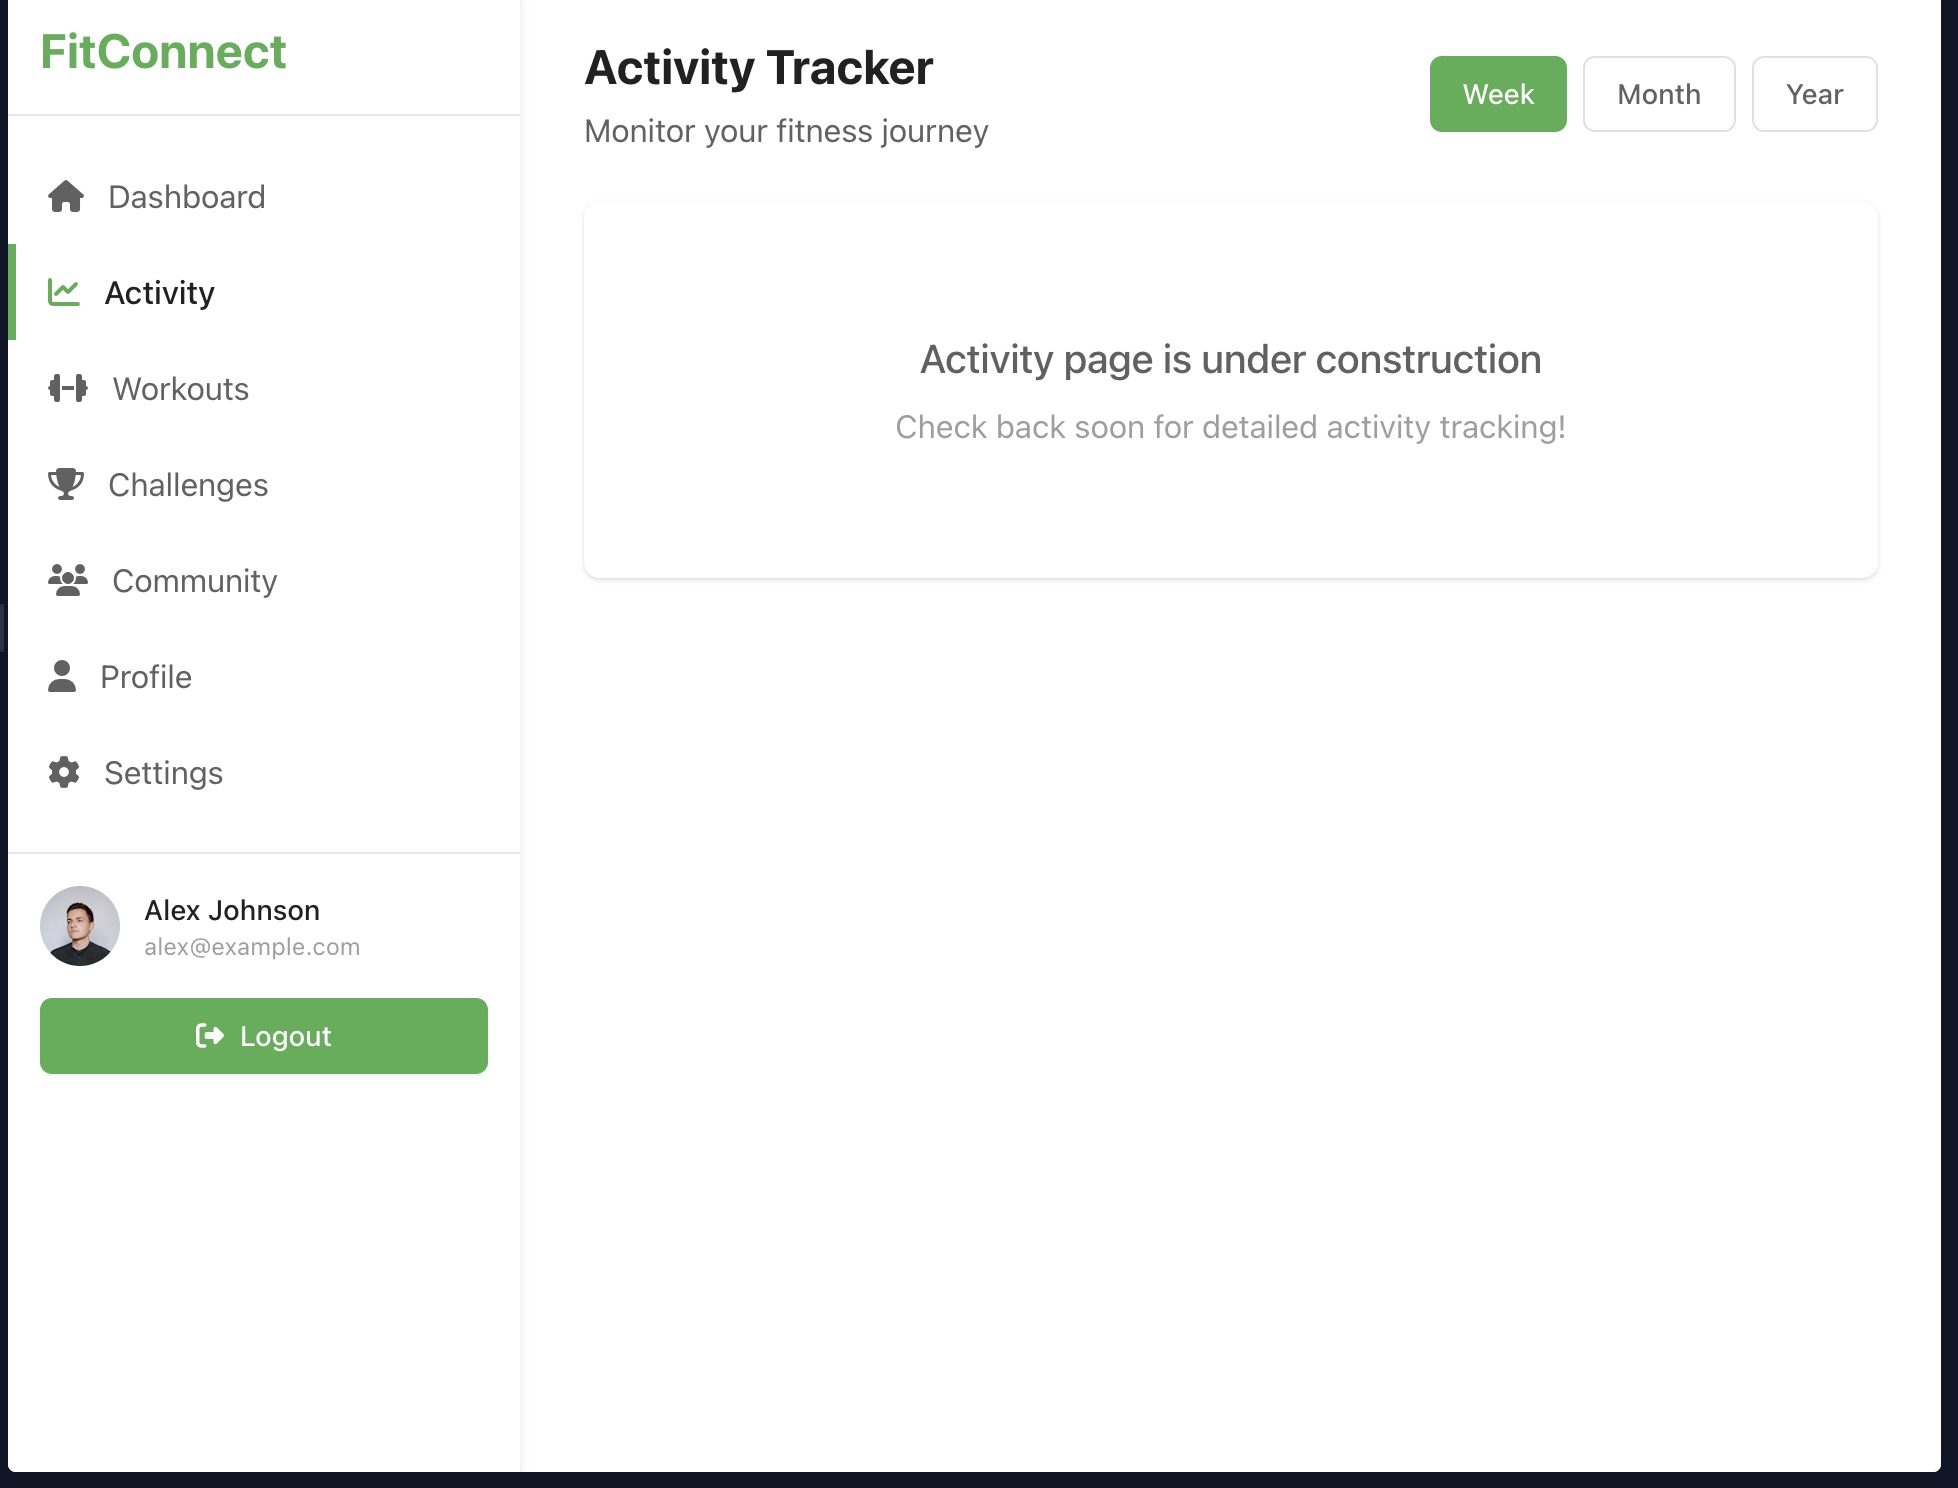 FitConnect
Dashboard
Activity
Workouts
Challenges
Community
Profile
Settings
Alex Johnson
alex@example.com
Logout
Activity Tracker
Monitor your fitness journey
Week
Month
Year
Activity page is under construction
Check back soon for detailed activity tracking!